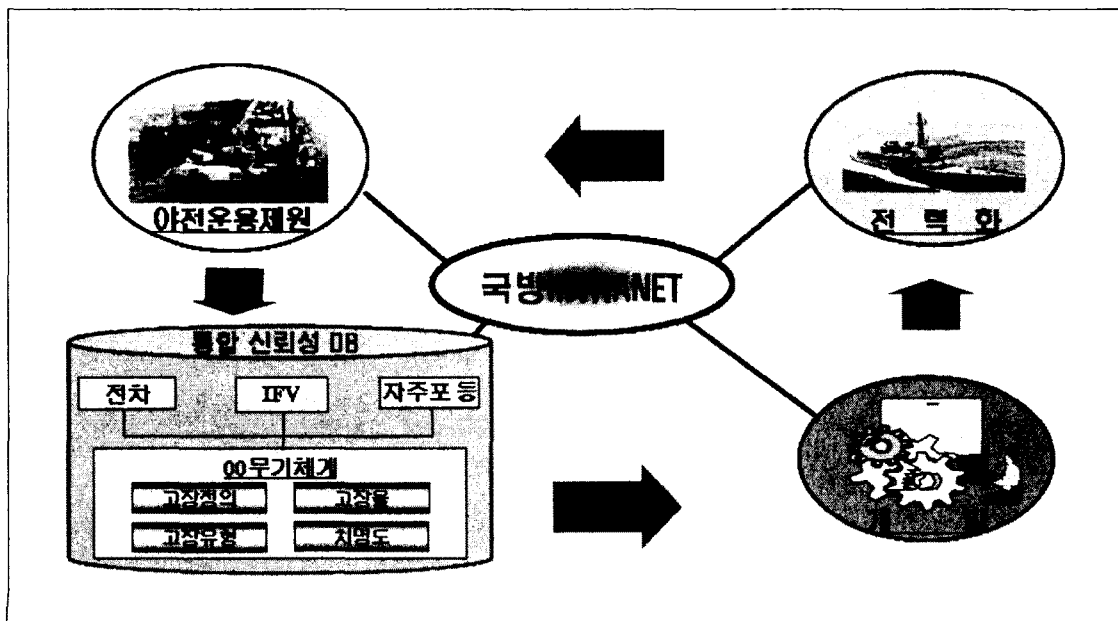 야전운용제원
전 력 화
국방 NET
통합 신뢰성 DB
전차
IFV
자주포 등
00무기체계
고장정의
고장율
고장유형
치명도